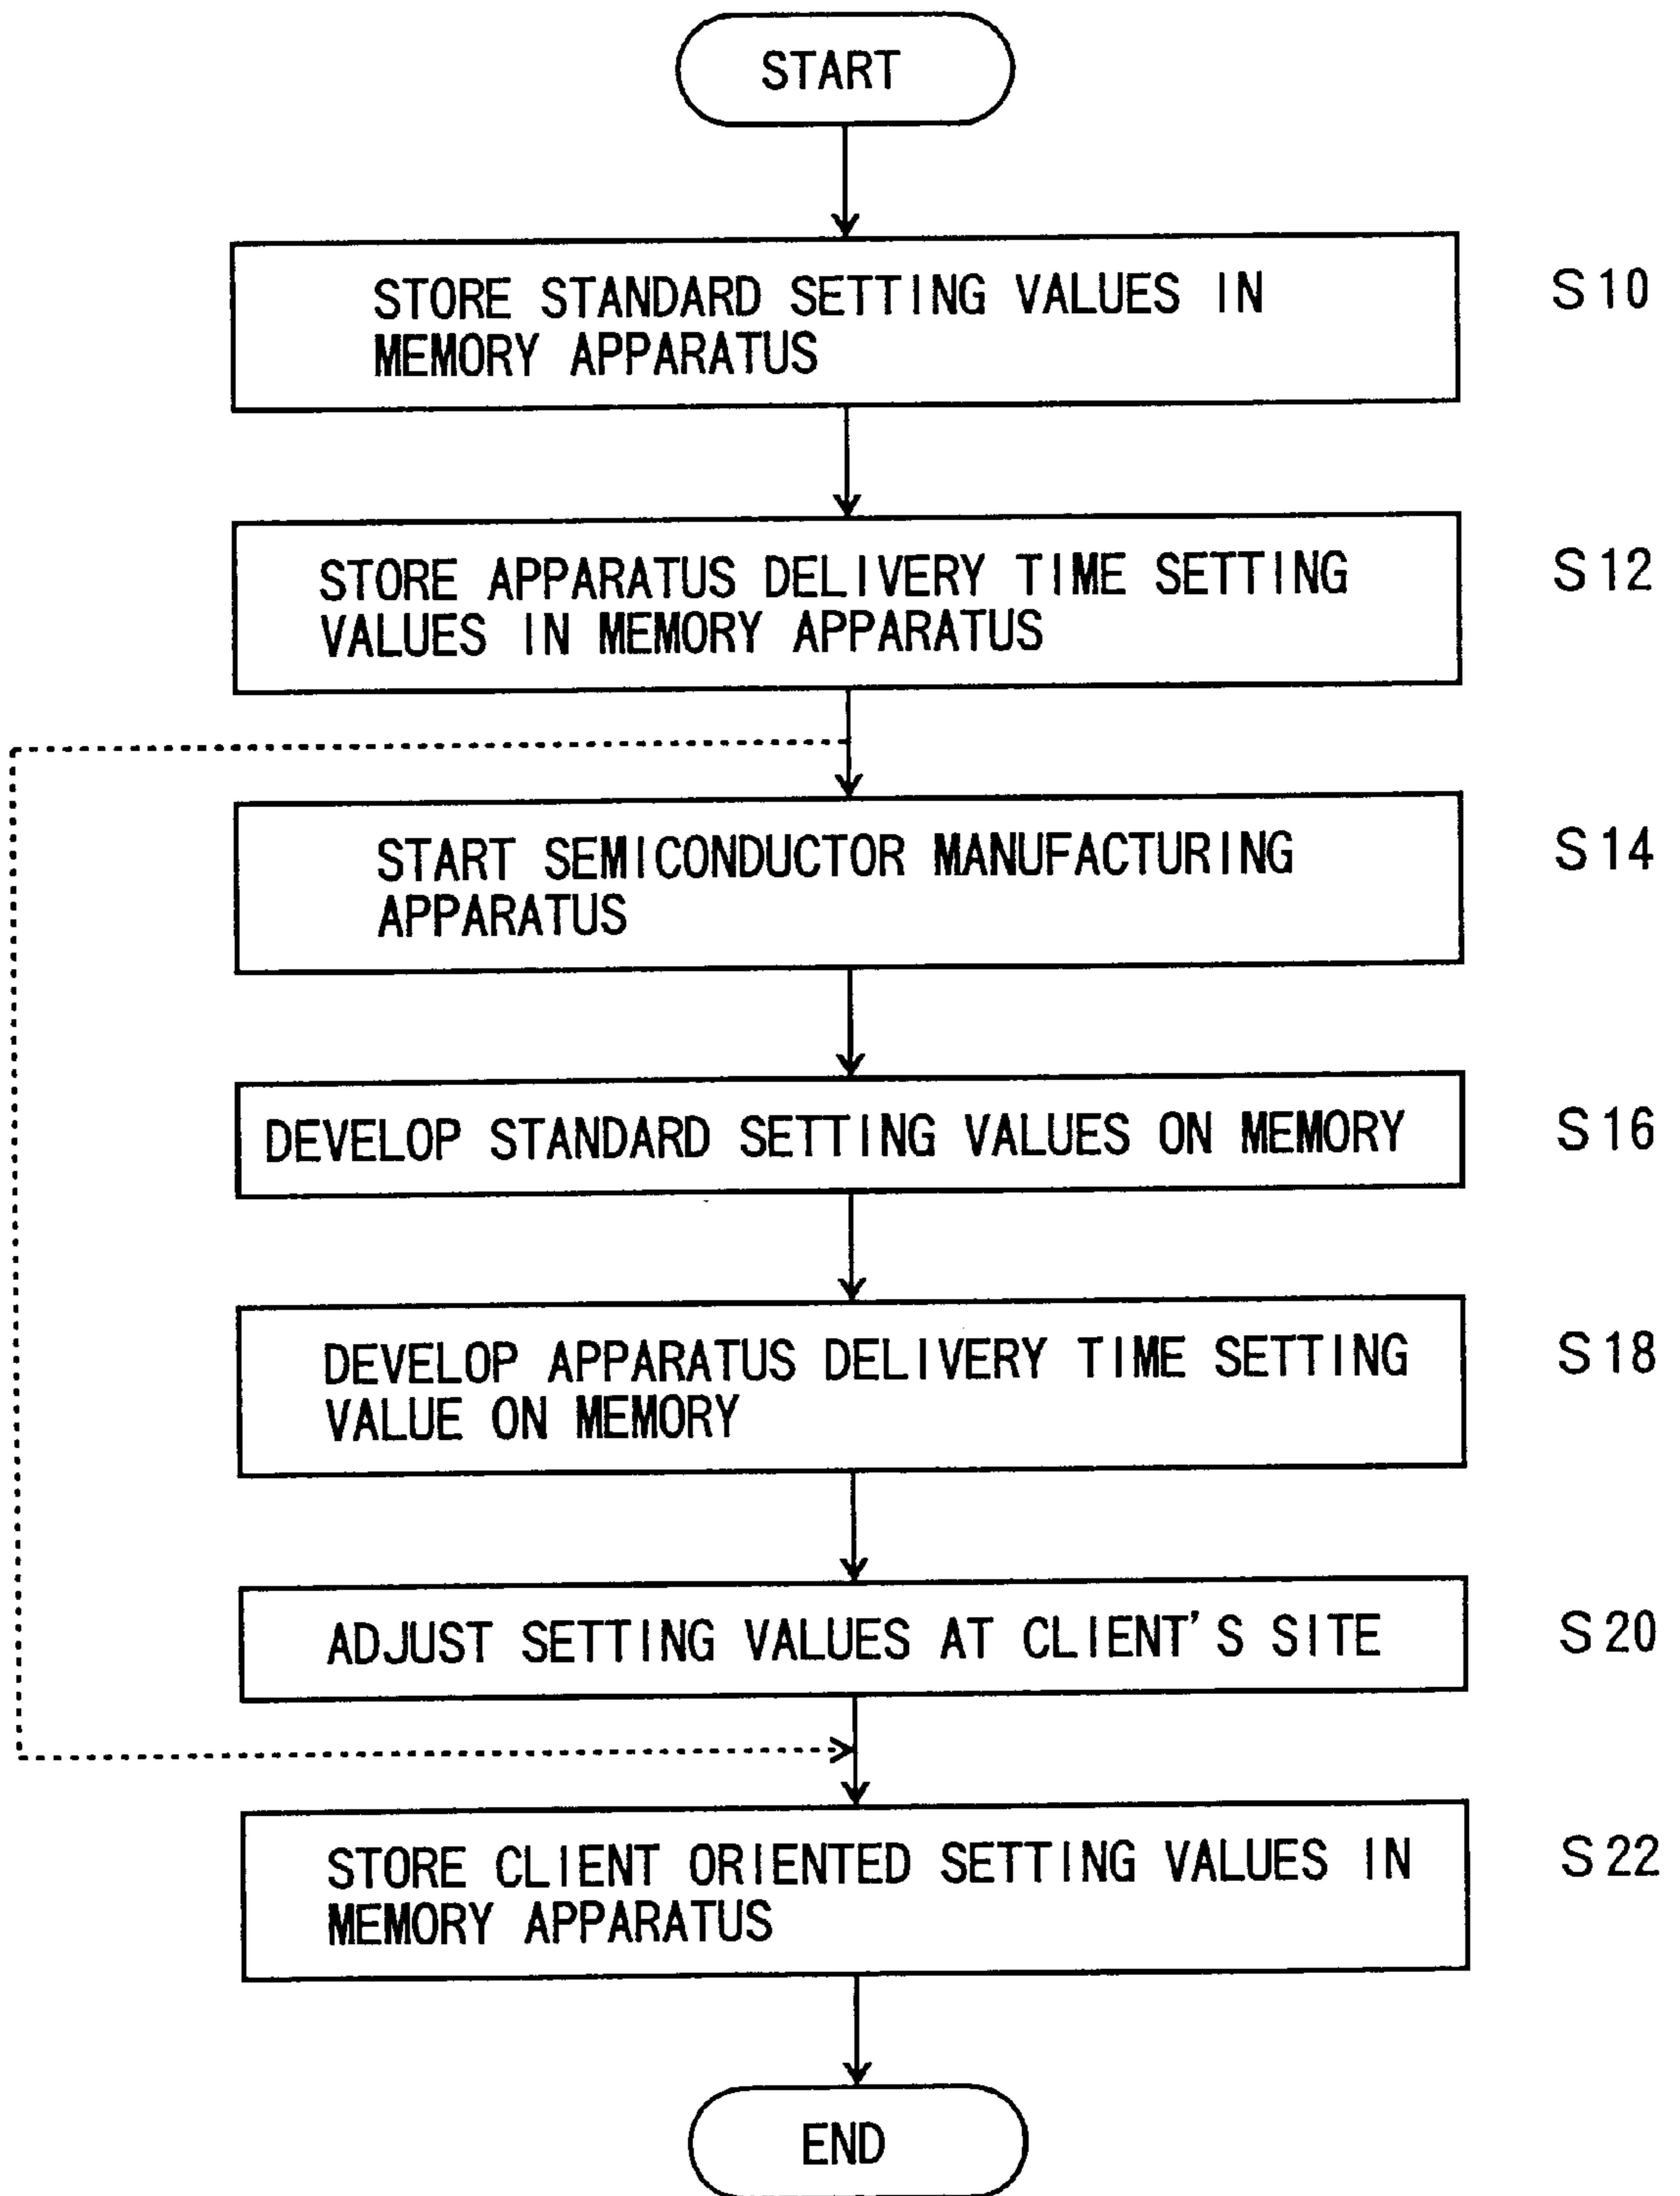 START
STORE STANDARD SETTING VALUES IN
MEMORY APPARATUS
S10
STORE APPARATUS DELIVERY TIME SETTING
VALUES IN MEMORY APPARATUS
S12
START SEMICONDUCTOR MANUFACTURING
APPARATUS
S14
DEVELOP STANDARD SETTING VALUES ON MEMORY
S16
DEVELOP APPARATUS DELIVERY TIME SETTING
VALUE ON MEMORY
S18
ADJUST SETTING VALUES AT CLIENT'S SITE
S20
STORE CLIENT ORIENTED SETTING VALUES IN
MEMORY APPARATUS
S22
END